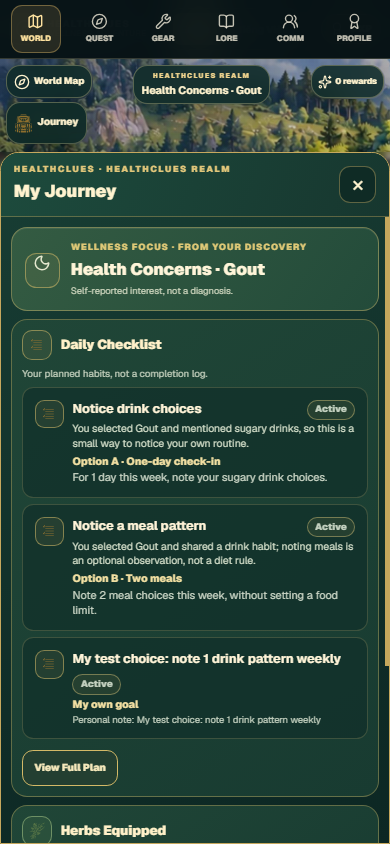 WORLD
QUEST
GEAR
LORE
COMM
PROFILE
World Map
HEALTHCLUES REALM
Health Concerns · Gout
0 rewards
Journey
HEALTHCLUES · HEALTHCLUES REALM
My Journey
WELLNESS FOCUS · FROM YOUR DISCOVERY
Health Concerns · Gout
Self-reported interest, not a diagnosis.
Daily Checklist
Your planned habits, not a completion log.
Notice drink choices
Active
You selected Gout and mentioned sugary drinks, so this is a
small way to notice your own routine.
Option A · One-day check-in
For 1 day this week, note your sugary drink choices.
Notice a meal pattern
Active
You selected Gout and shared a drink habit; noting meals is
an optional observation, not a diet rule.
Option B · Two meals
Note 2 meal choices this week, without setting a food
limit.
My test choice: note 1 drink pattern weekly
Active
My own goal
Personal note: My test choice: note 1 drink pattern weekly
View Full Plan
Herbs Equipped